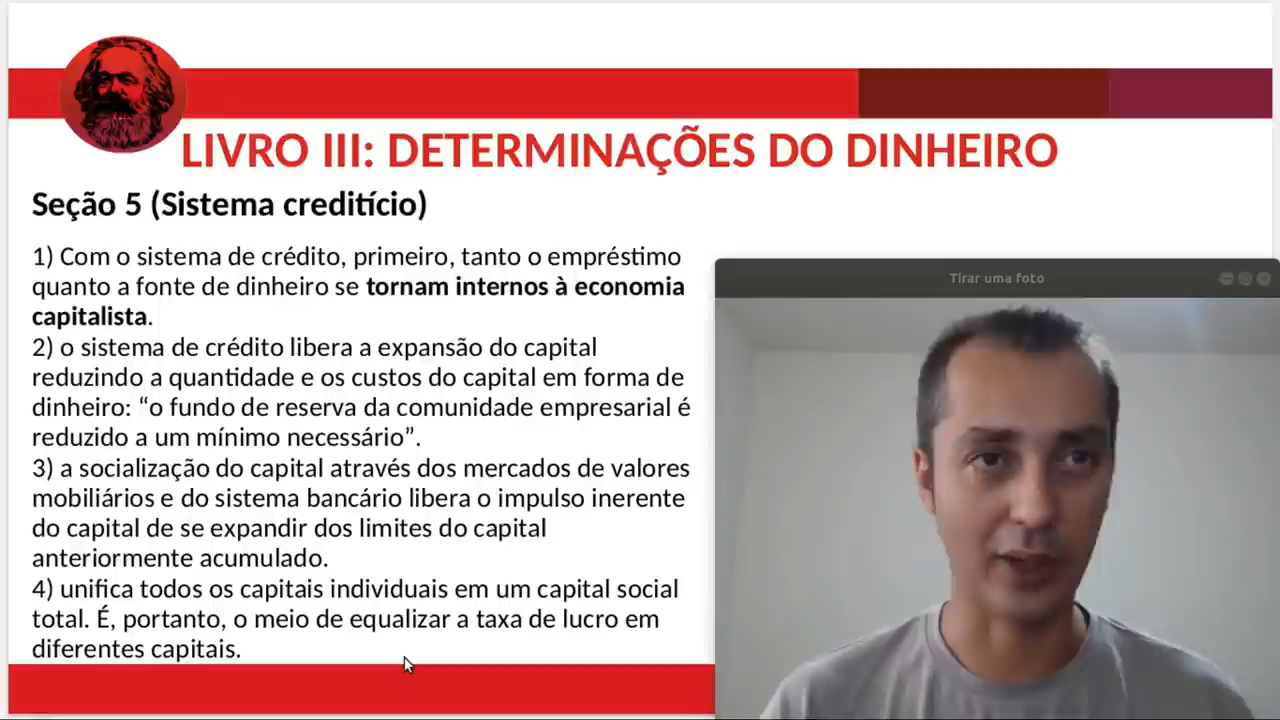 LIVRO III: DETERMINAÇÕES DO DINHEIRO
Seção 5 (Sistema creditício)
1) Com o sistema de crédito, primeiro, tanto o empréstimo
quanto a fonte de dinheiro se tornam internos à economia
capitalista.
2) o sistema de crédito libera a expansão do capital
reduzindo a quantidade e os custos do capital em forma de
dinheiro: “o fundo de reserva da comunidade empresarial é
reduzido a um mínimo necessário”.
3) a socialização do capital através dos mercados de valores
mobiliários e do sistema bancário libera o impulso inerente
do capital de se expandir dos limites do capital
anteriormente acumulado.
4) unifica todos os capitais individuais em um capital social
total. É, portanto, o meio de equalizar a taxa de lucro em
diferentes capitais.
Tirar uma foto